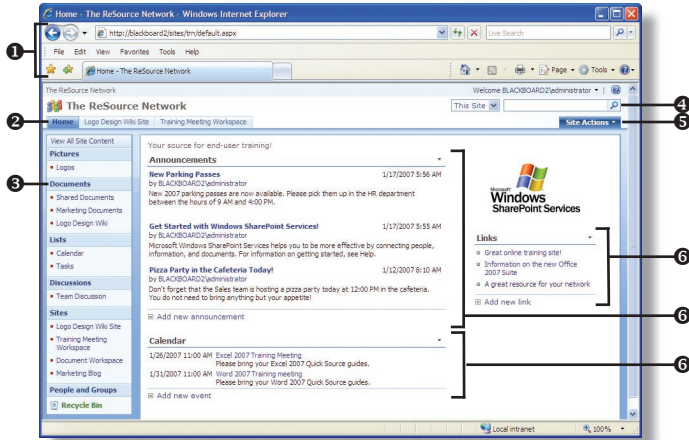 Home - The ReSource Network - Windows Internet Explorer
http://blackboard2/sites/trn/default.aspx
Live Search
File Edit View Favorites Tools Help
Home - The ReSource Network
Page Tools
The ReSource Network
Welcome BLACKBOARD2\administrator
The ReSource Network
This Site
Home Logo Design Wiki Site Training Meeting Workspace
Site Actions
View All Site Content
Pictures
Logos
Documents
Shared Documents
Marketing Documents
Logo Design Wiki
Lists
Calendar
Tasks
Discussions
Team Discussion
Sites
Logo Design Wiki Site
Training Meeting
Workspace
Document Workspace
Marketing Blog
People and Groups
Recycle Bin
Your source for end-user training!
Announcements
New Parking Passes 1/17/2007 5:56 AM
by BLACKBOARD2\administrator
New 2007 parking passes are now available. Please pick them up in the HR department
between the hours of 9 AM and 4:00 PM.
Get Started with Windows SharePoint Services! 1/17/2007 5:55 AM
by BLACKBOARD2\administrator
Microsoft Windows SharePoint Services helps you to be more effective by connecting people,
information, and documents. For information on getting started, see Help.
Pizza Party in the Cafeteria Today! 1/12/2007 8:10 AM
by BLACKBOARD2\administrator
Don't forget that the Sales team is hosting a pizza party today at 12:00 PM in the cafeteria.
You do not need to bring anything but your appetite!
Add new announcement
Calendar
1/26/2007 11:00 AM Excel 2007 Training Meeting
Please bring your Excel 2007 Quick Source guides.
1/31/2007 11:00 AM Word 2007 Training meeting
Please bring your Word 2007 Quick Source guides.
Add new event
Microsoft
Windows
SharePoint Services
Links
Great online training site!
Information on the new Office
2007 Suite
A great resource for your network
Add new link
Local intranet
100%
1
2
3
4
5
6
6
6